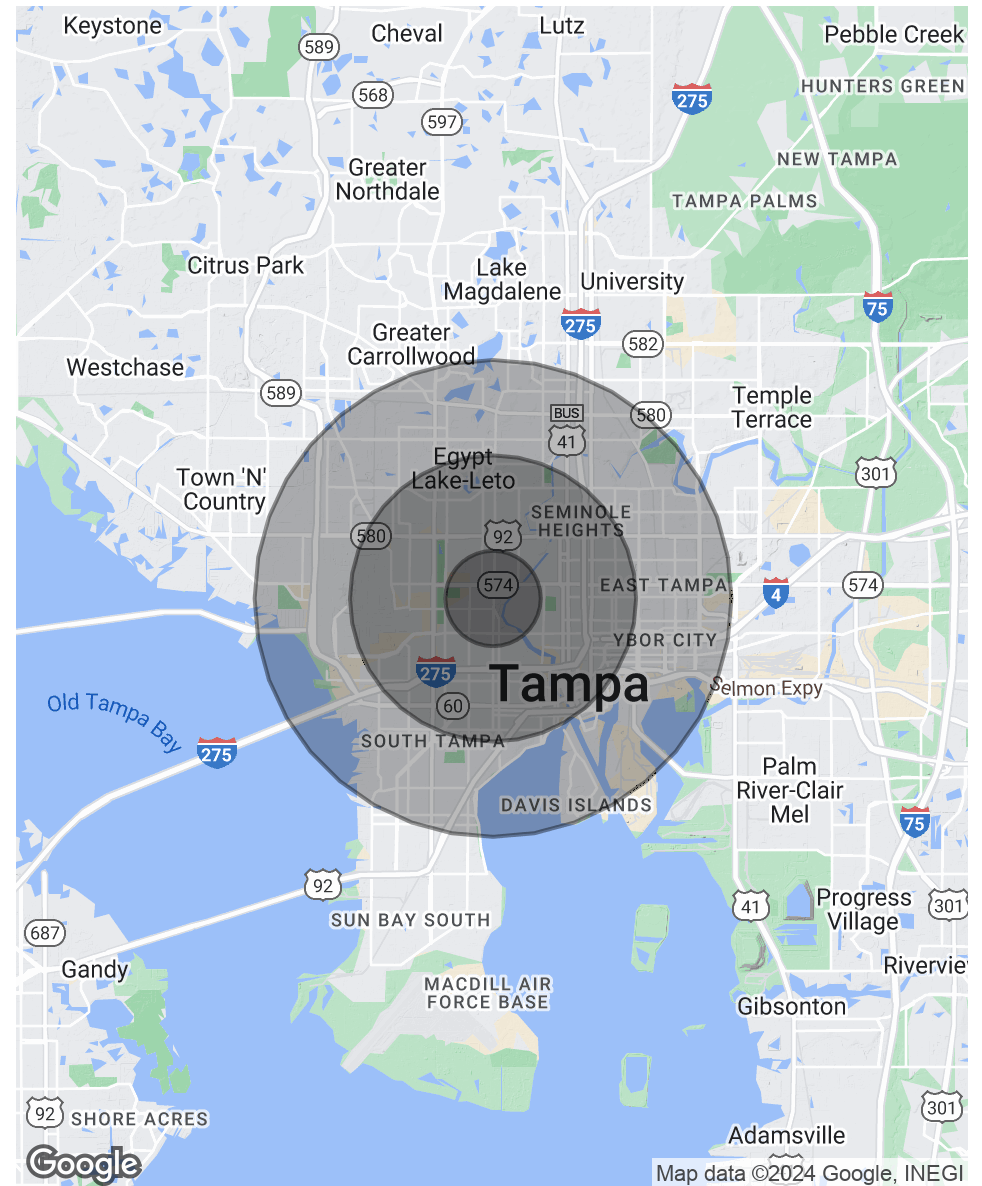 Keystone
Cheval
Lutz
Pebble Creek
589
HUNTERS GREEN
568
275
597
NEW TAMPA
Greater
Northdale
TAMPA PALMS
Citrus Park
Lake
Magdalene
University
75
275
Greater
Carrollwood
582
Westchase
589
Temple
Terrace
BUS
41
580
Egypt
Lake-Leto
301
Town 'N'
Country
SEMINOLE
HEIGHTS
580
92
574
EAST TAMPA
4
574
YBOR CITY
275
Tampa
Selmon Expy
60
Old Tampa Bay
SOUTH TAMPA
275
Palm
River-Clair
Mel
DAVIS ISLANDS
75
92
41
Progress
Village
301
SUN BAY SOUTH
687
Gandy
Riverview
MACDILL AIR
FORCE BASE
Gibsonton
92
SHORE ACRES
301
Adamsville
Google
Map data ©2024 Google, INEGI